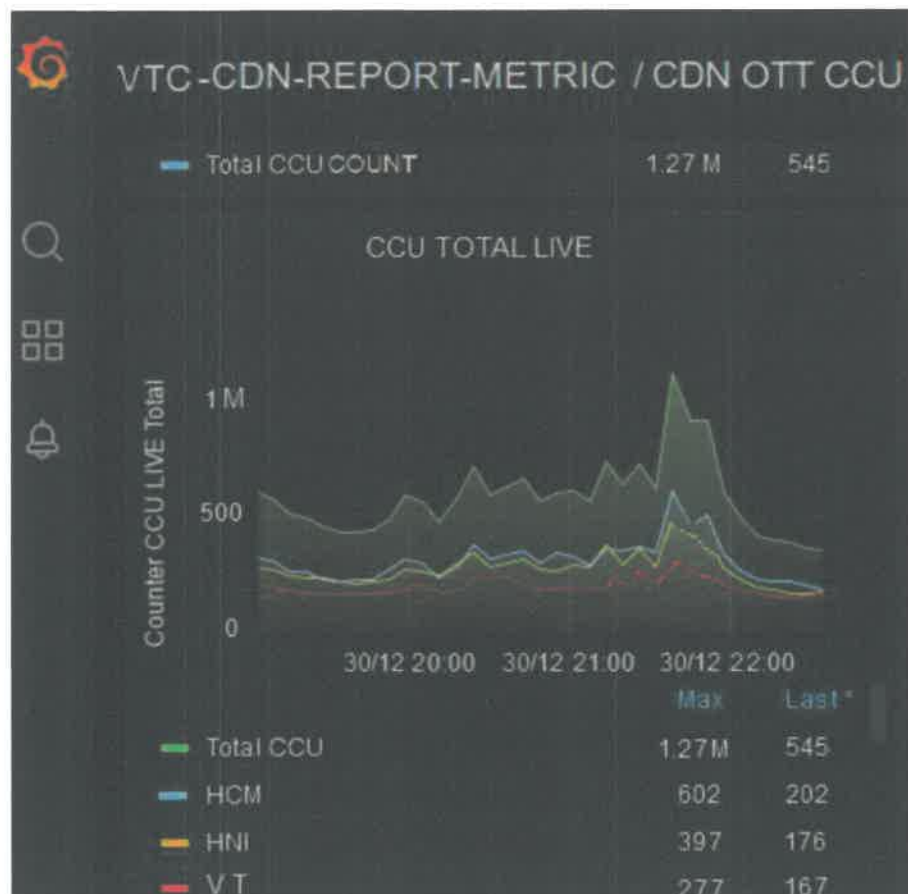 VTC-CDN-REPORT-METRIC / CDN OTT CCU
Total CCU COUNT 1.27 M 545
CCU TOTAL LIVE
Counter CCU LIVE Total
1 M
500
0
30/12 20:00 30/12 21:00 30/12 22:00
Max Last *
Total CCU 1.27M 545
HCM 602 202
HNI 397 176
V T 277 167